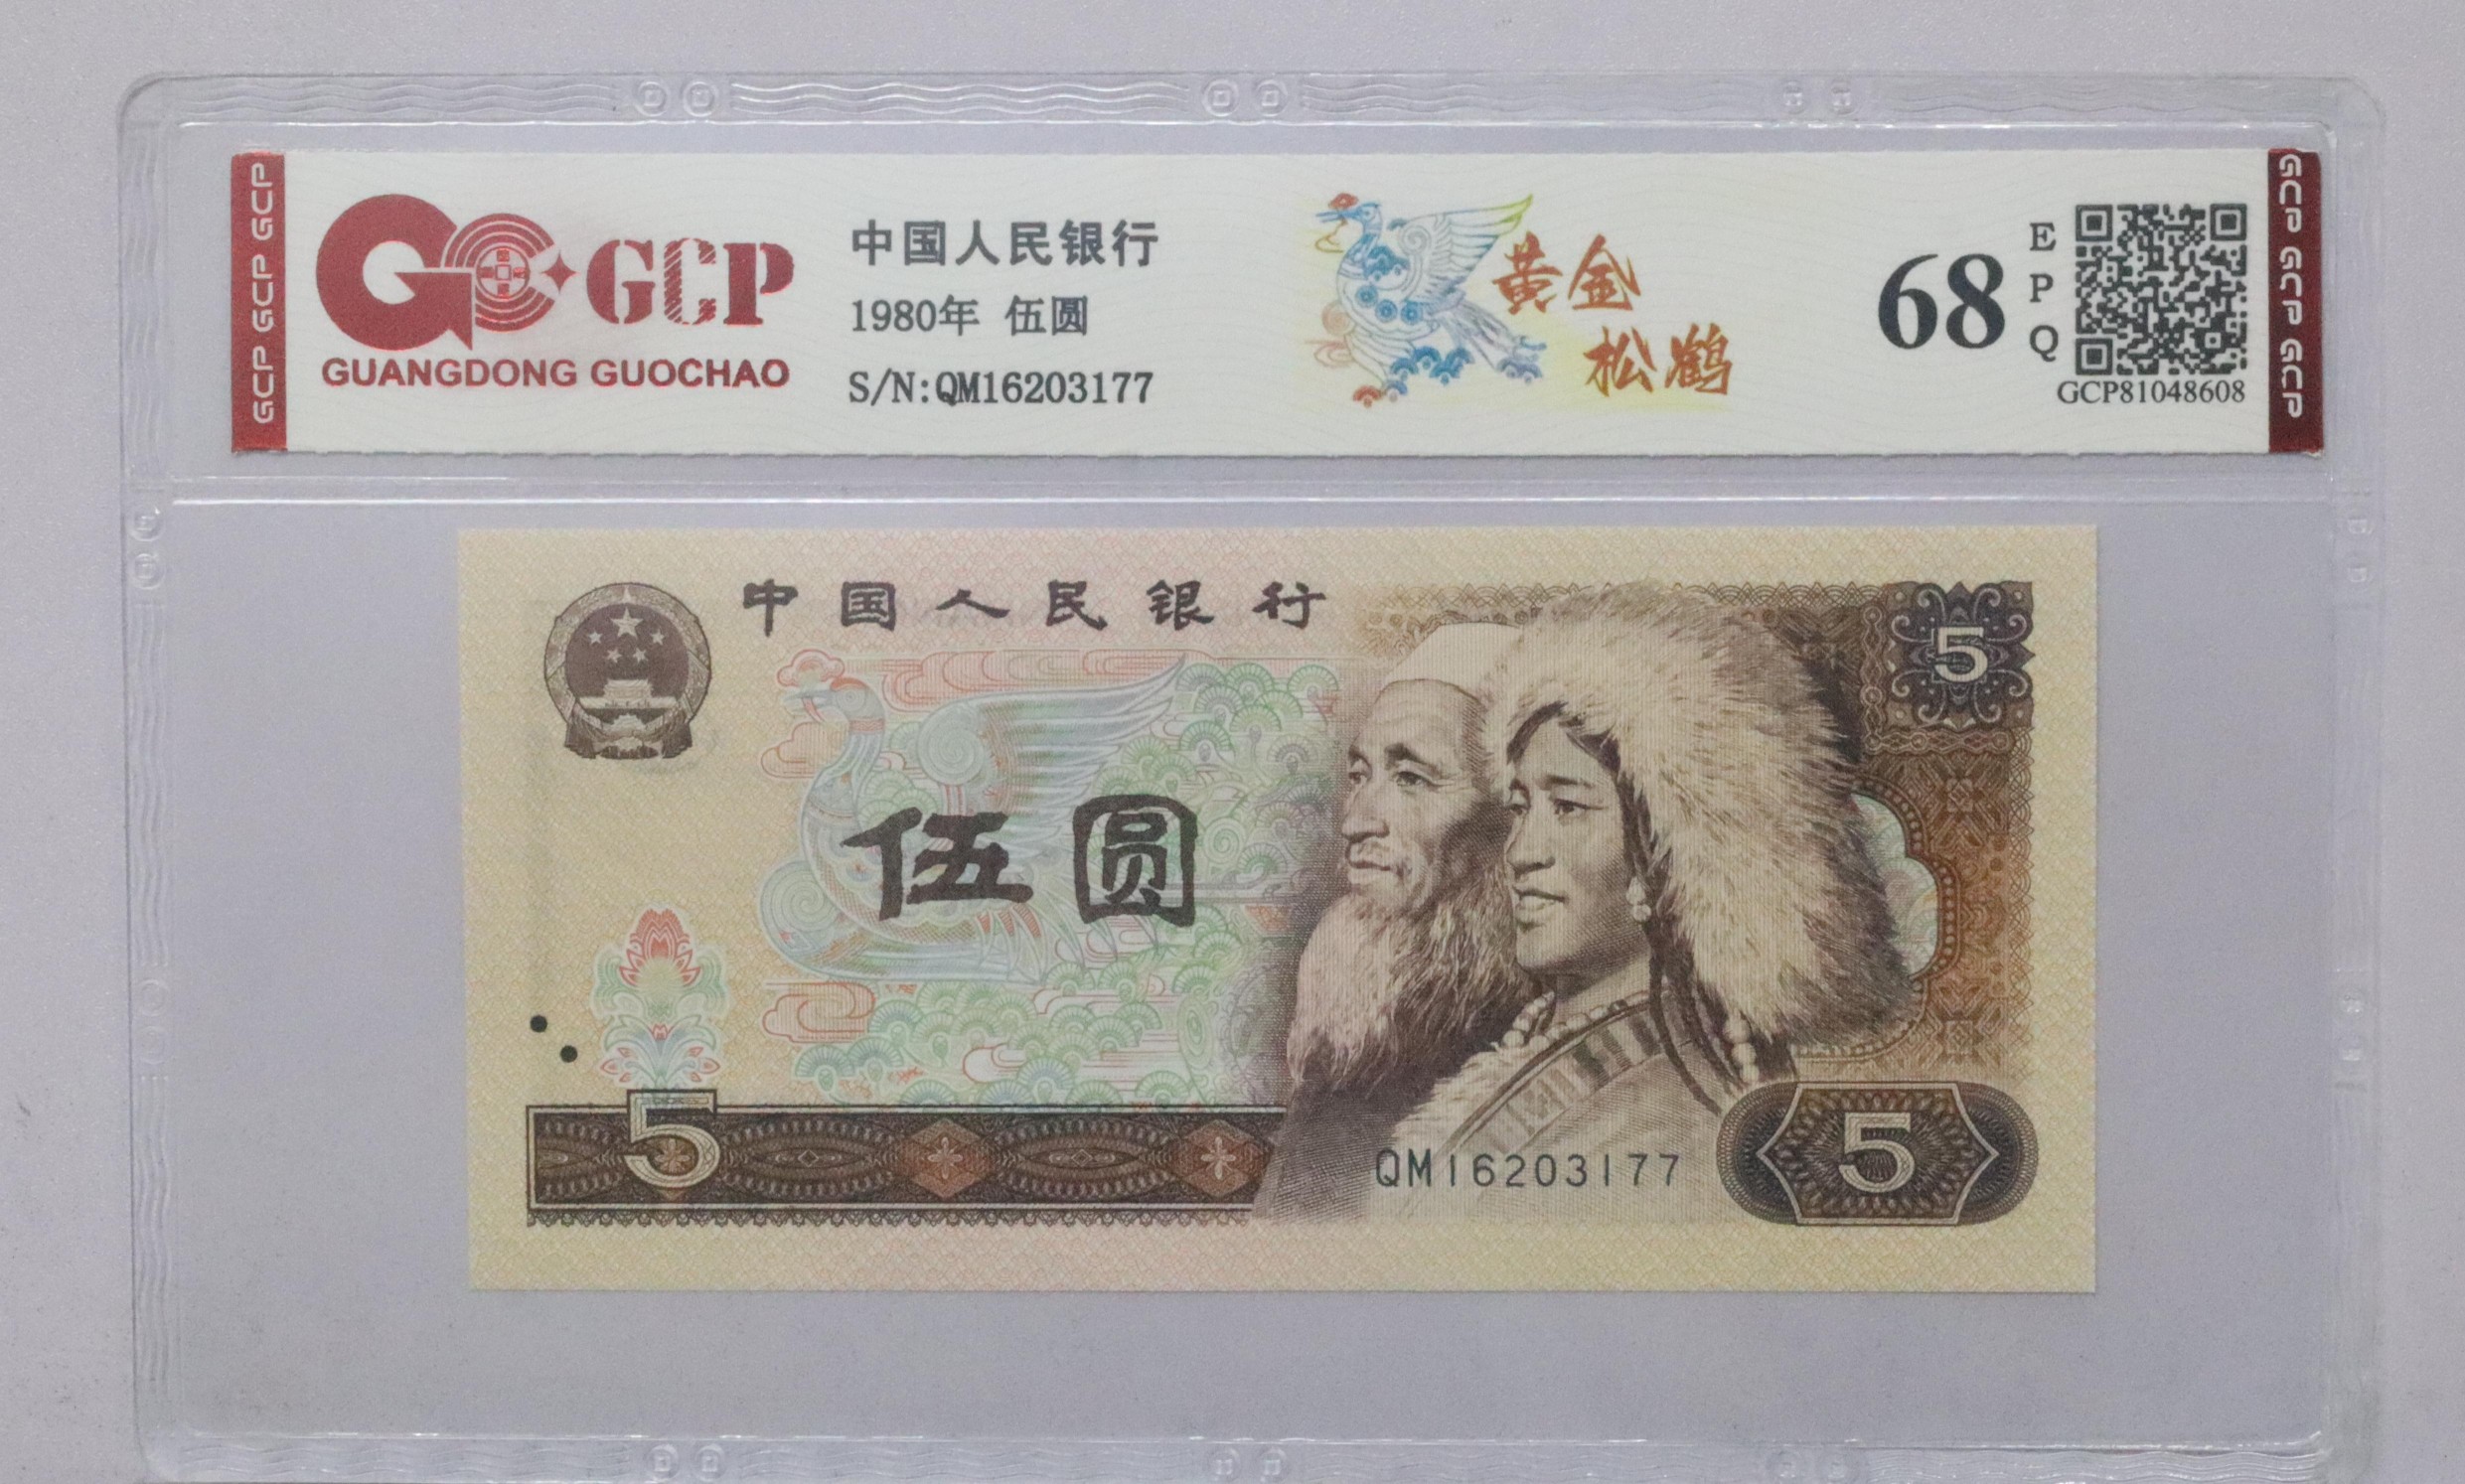 GCP GCP GCP
GCP
GUANGDONG GUOCHAO
中国人民银行
1980年 伍圆
S/N:QM16203177
黄金
松鹤
68
E
P
Q
GCP81048608
GCP GCP GCP
中国人民银行
5
伍圆
5
QM16203177
5